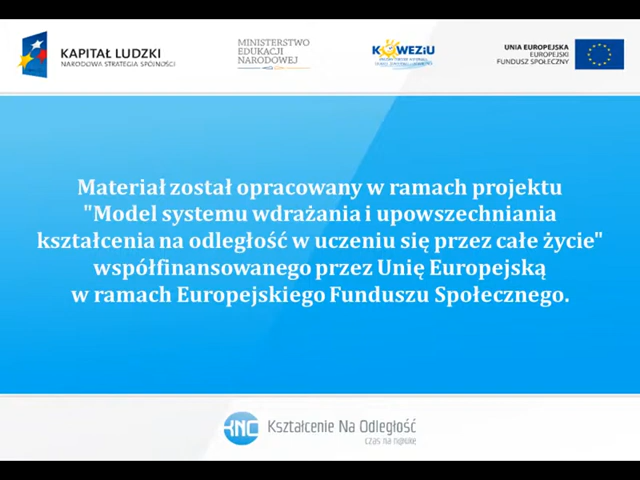 KAPITAŁ LUDZKI
NARODOWA STRATEGIA SPÓJNOŚCI
MINISTERSTWO
EDUKACJI
NARODOWEJ
KOWEZiU
UNIA EUROPEJSKA
EUROPEJSKI
FUNDUSZ SPOŁECZNY
Materiał został opracowany w ramach projektu
"Model systemu wdrażania i upowszechniania
kształcenia na odległość w uczeniu się przez całe życie"
współfinansowanego przez Unię Europejską
w ramach Europejskiego Funduszu Społecznego.
KNO Kształcenie Na Odległość
czas na naukę